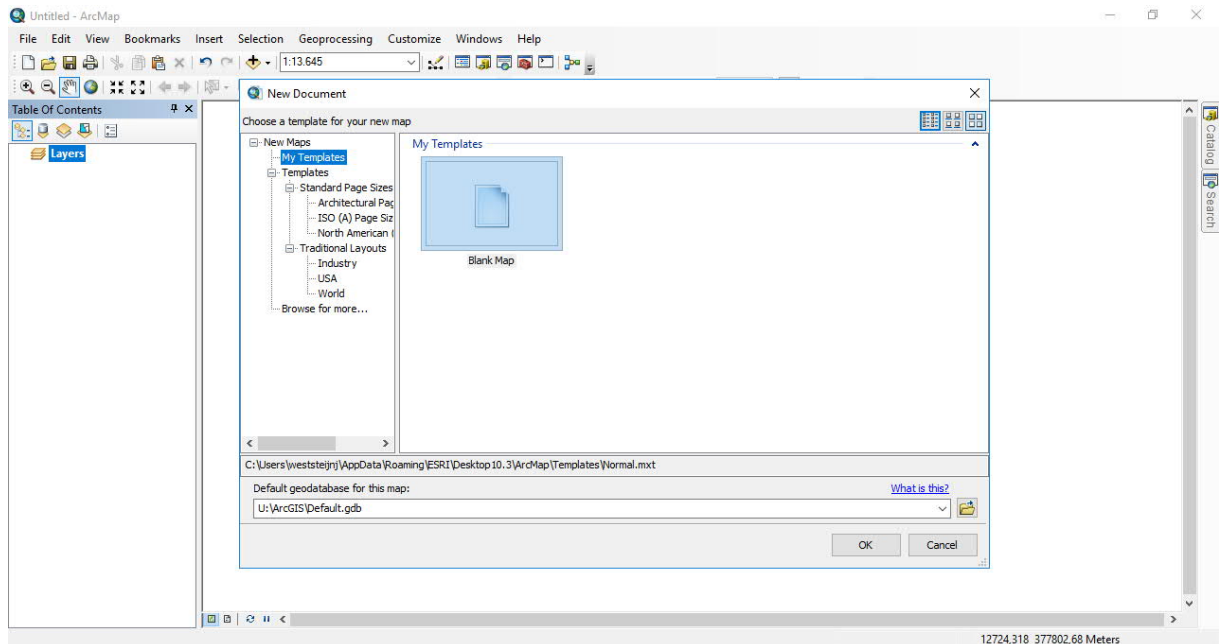 Untitled - ArcMap
File Edit View Bookmarks Insert Selection Geoprocessing Customize Windows Help
1:13.645
Table Of Contents
Layers
New Document
Choose a template for your new map
New Maps
My Templates
Templates
Standard Page Sizes
Architectural Pag
ISO (A) Page Siz
North American (
Traditional Layouts
Industry
USA
World
Browse for more...
My Templates
Blank Map
C:\Users\weststeijnj\AppData\Roaming\ESRI\Desktop10.3\ArcMap\Templates\Normal.mxt
Default geodatabase for this map:
What is this?
U:\ArcGIS\Default.gdb
OK Cancel
Catalog
Search
12724,318 377802,68 Meters